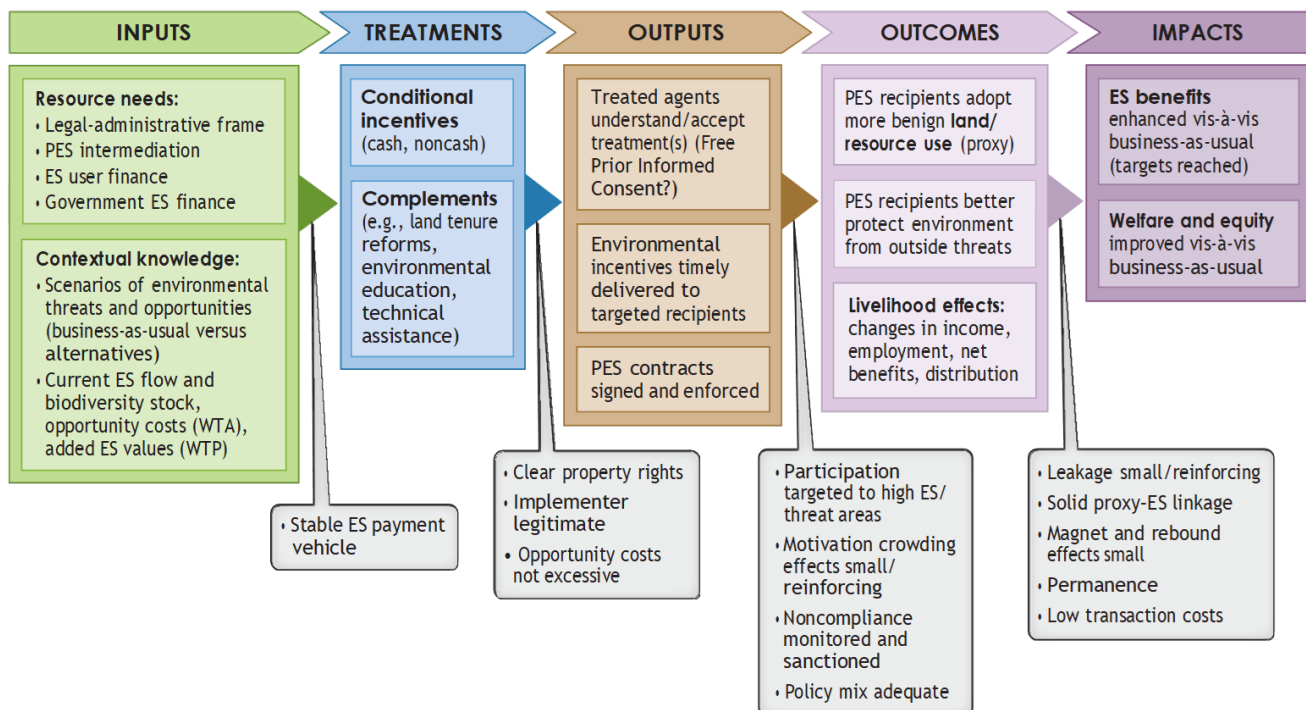 INPUTS
TREATMENTS
OUTPUTS
OUTCOMES
IMPACTS
Resource needs:
• Legal-administrative frame
• PES intermediation
• ES user finance
• Government ES finance
Contextual knowledge:
• Scenarios of environmental
threats and opportunities
(business-as-usual versus
alternatives)
• Current ES flow and
biodiversity stock,
opportunity costs (WTA),
added ES values (WTP)
Conditional
incentives
(cash, noncash)
Complements
(e.g., land tenure
reforms,
environmental
education,
technical
assistance)
Treated agents
understand/accept
treatment(s) (Free
Prior Informed
Consent?)
Environmental
incentives timely
delivered to
targeted recipients
PES contracts
signed and enforced
PES recipients adopt
more benign land/
resource use (proxy)
PES recipients better
protect environment
from outside threats
Livelihood effects:
changes in income,
employment, net
benefits, distribution
ES benefits
enhanced vis-à-vis
business-as-usual
(targets reached)
Welfare and equity
improved vis-à-vis
business-as-usual
• Stable ES payment
vehicle
• Clear property rights
• Implementer
legitimate
• Opportunity costs
not excessive
• Participation
targeted to high ES/
threat areas
• Motivation crowding
effects small/
reinforcing
• Noncompliance
monitored and
sanctioned
• Policy mix adequate
• Leakage small/reinforcing
• Solid proxy-ES linkage
• Magnet and rebound
effects small
• Permanence
• Low transaction costs